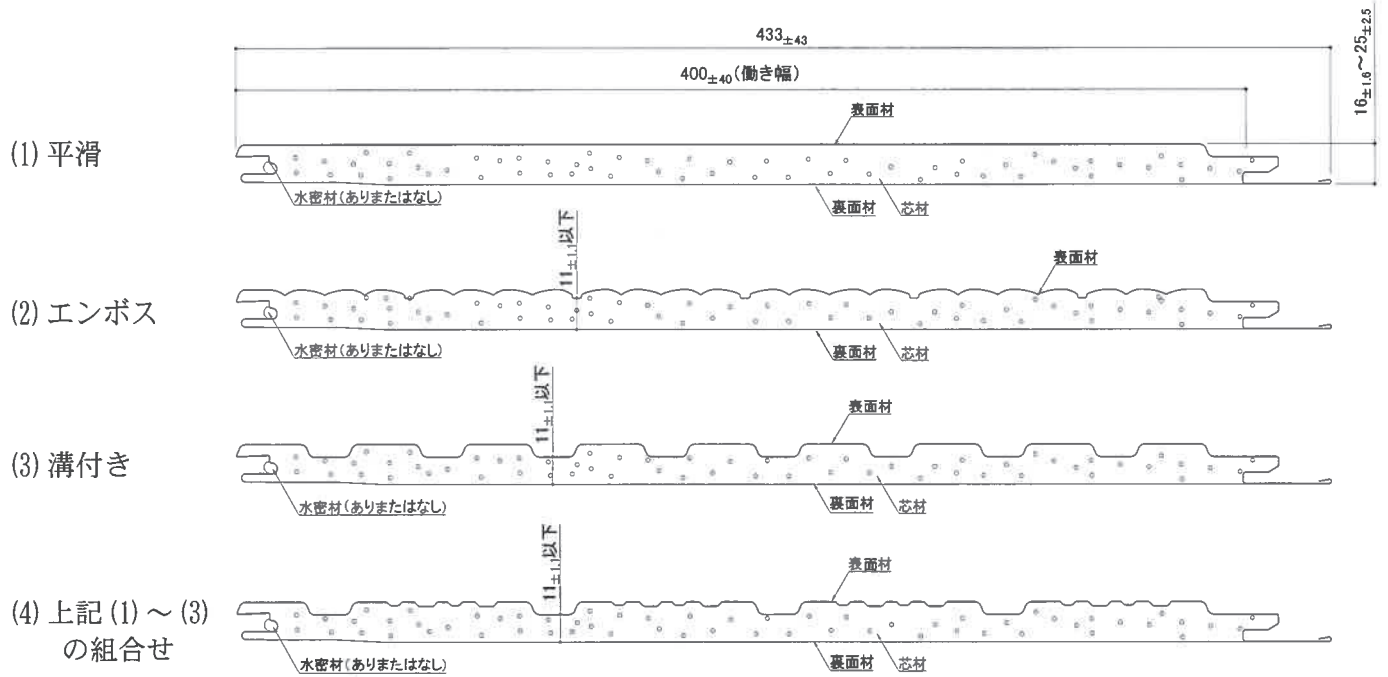 433±43
400±40(働き幅)
16±1.6～25±2.5
表面材
(1) 平滑
水密材(ありまたはなし)
裏面材
芯材
11±1.1以下
表面材
(2) エンボス
水密材(ありまたはなし)
裏面材
芯材
11±1.1以下
表面材
(3) 溝付き
水密材(ありまたはなし)
裏面材
芯材
11±1.1以下
表面材
(4) 上記(1)～(3)
の組合せ
水密材(ありまたはなし)
裏面材
芯材